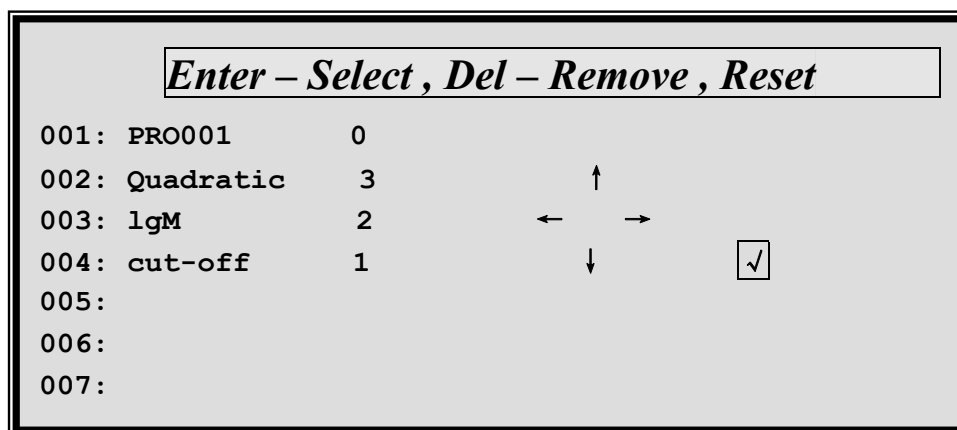 Enter – Select , Del – Remove , Reset
001: PRO001 0
002: Quadratic 3 ↑
003: lgM 2 ← →
004: cut-off 1 ↓ √
005:
006:
007: